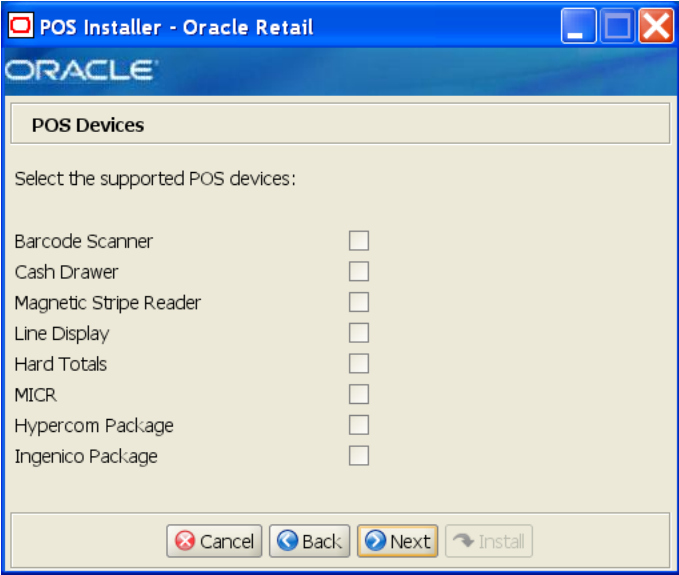 POS Installer - Oracle Retail
ORACLE
POS Devices
Select the supported POS devices:
Barcode Scanner
Cash Drawer
Magnetic Stripe Reader
Line Display
Hard Totals
MICR
Hypercom Package
Ingenico Package
Cancel Back Next Install